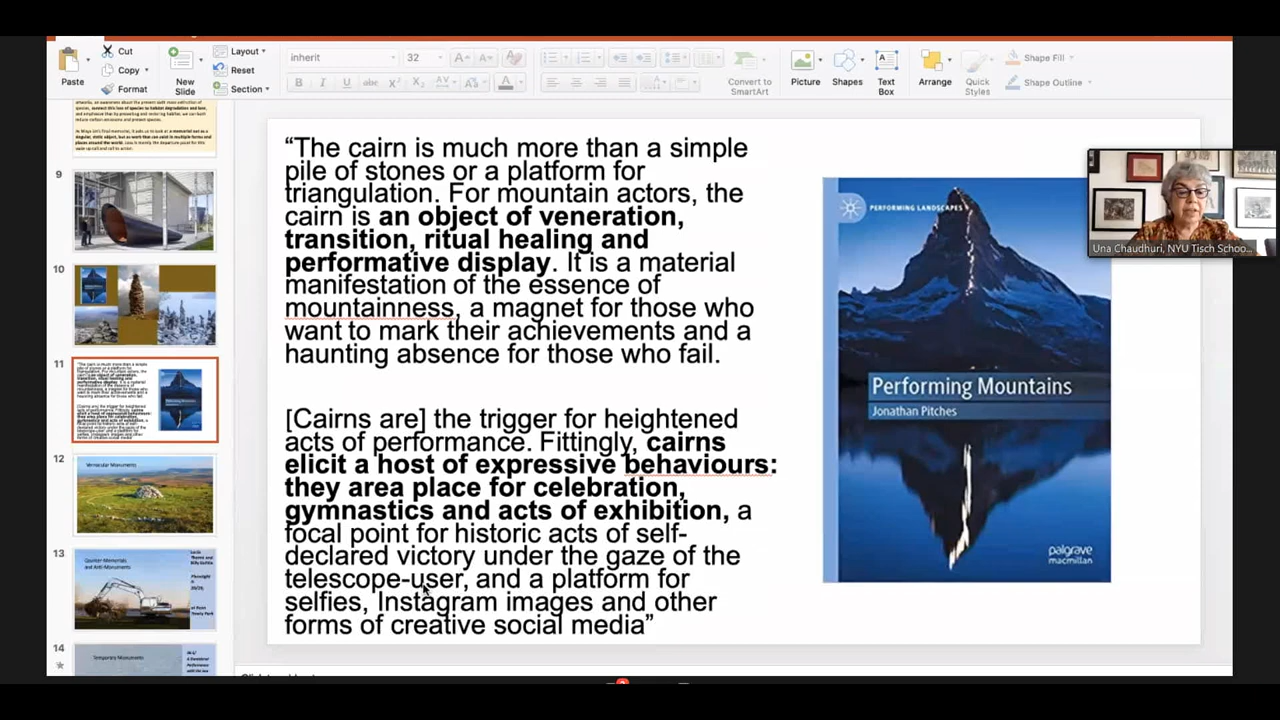 Cut
Copy
Format
Paste
New
Slide
Layout
Reset
Section
inherit
32
Convert to
SmartArt
Picture
Shapes
Text
Box
Arrange
Quick
Styles
Shape Fill
Shape Outline
9
10
11
12
Vernacular Monuments
13
Counter-Memorials
and Anti-Monuments
14
Temporary Monuments
“The cairn is much more than a simple
pile of stones or a platform for
triangulation. For mountain actors, the
cairn is an object of veneration,
transition, ritual healing and
performative display. It is a material
manifestation of the essence of
mountainness, a magnet for those who
want to mark their achievements and a
haunting absence for those who fail.
[Cairns are] the trigger for heightened
acts of performance. Fittingly, cairns
elicit a host of expressive behaviours:
they area place for celebration,
gymnastics and acts of exhibition, a
focal point for historic acts of self-
declared victory under the gaze of the
telescope-user, and a platform for
selfies, Instagram images and other
forms of creative social media”
PERFORMING LANDSCAPES
Performing Mountains
Jonathan Pitches
palgrave
macmillan
Una Chaudhuri, NYU Tisch Schoo...